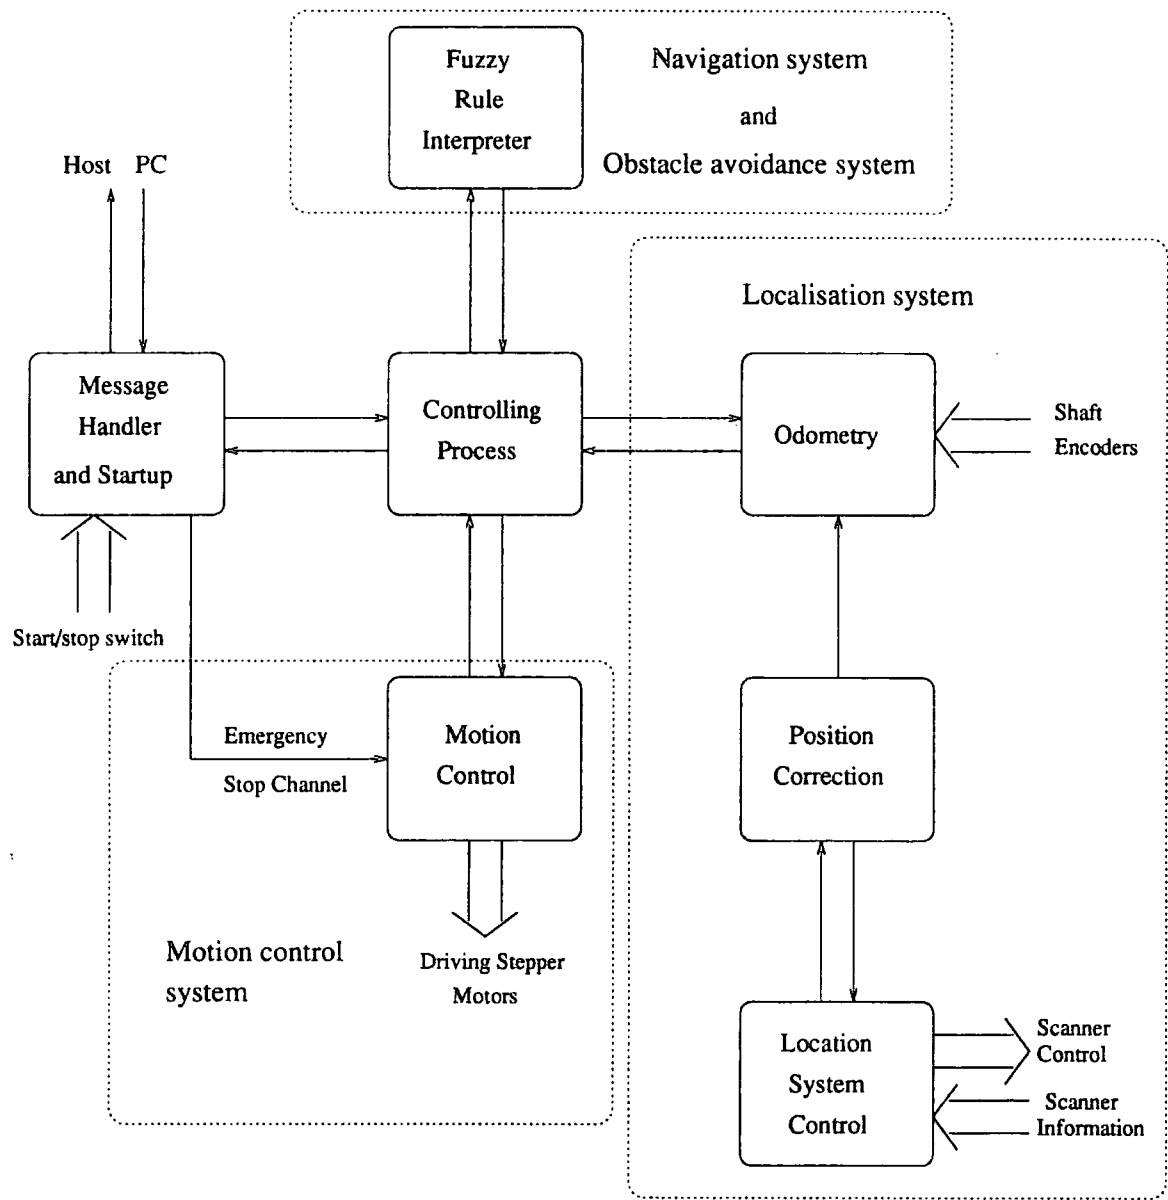 Fuzzy
Rule
Interpreter
Navigation system
and
Obstacle avoidance system
Host PC
Localisation system
Message
Handler
and Startup
Controlling
Process
Odometry
Shaft
Encoders
Start/stop switch
Emergency
Stop Channel
Motion
Control
Position
Correction
Motion control
system
Driving Stepper
Motors
Location
System
Control
Scanner
Control
Scanner
Information